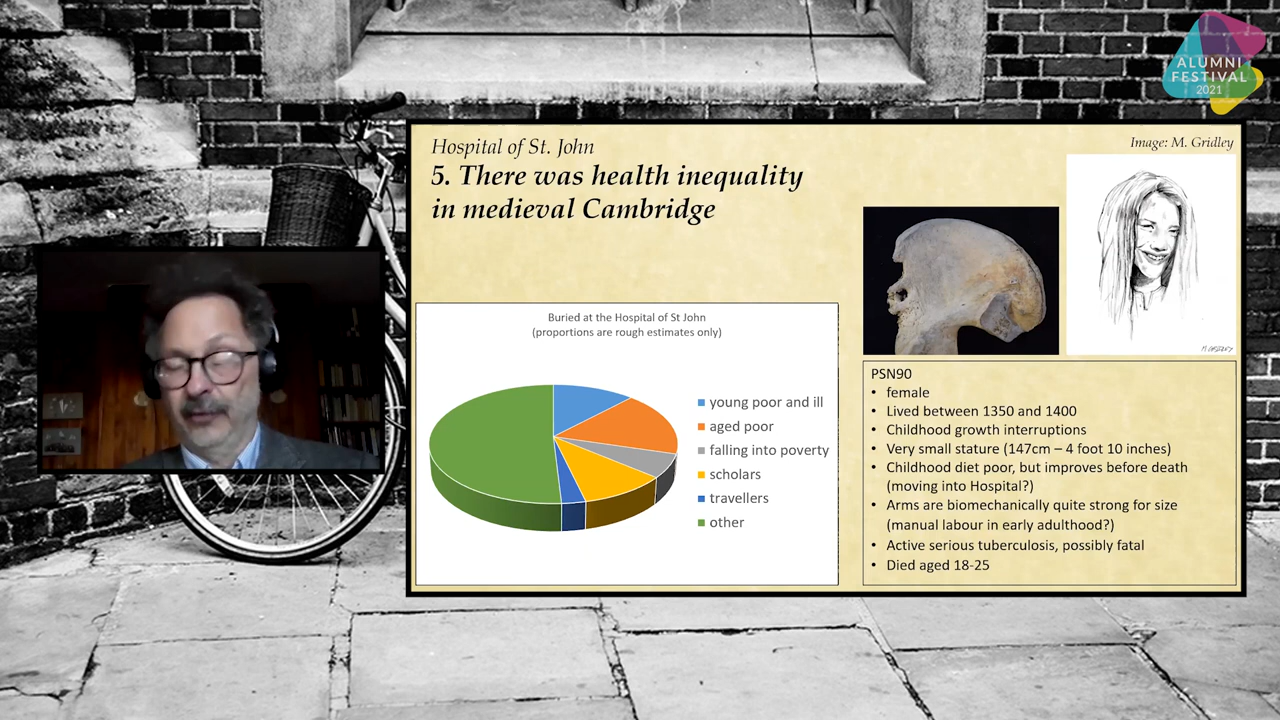 ALUMNI
FESTIVAL
2021
Hospital of St. John
5. There was health inequality
in medieval Cambridge
Image: M. Gridley
Buried at the Hospital of St John
(proportions are rough estimates only)
young poor and ill
aged poor
falling into poverty
scholars
travellers
other
M. GRIDLEY
PSN90
• female
• Lived between 1350 and 1400
• Childhood growth interruptions
• Very small stature (147cm – 4 foot 10 inches)
• Childhood diet poor, but improves before death
(moving into Hospital?)
• Arms are biomechanically quite strong for size
(manual labour in early adulthood?)
• Active serious tuberculosis, possibly fatal
• Died aged 18-25